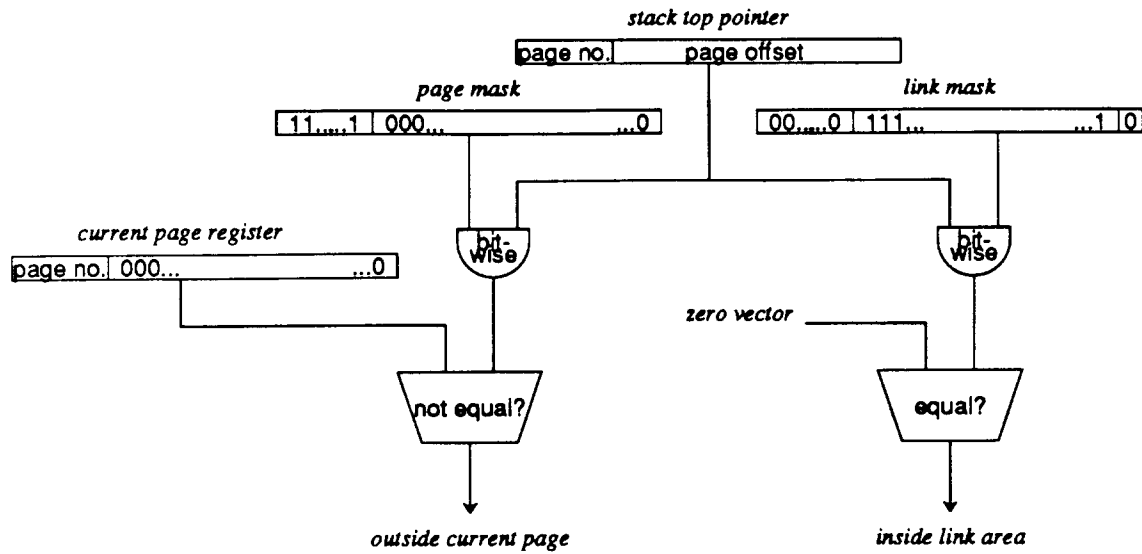 stack top pointer
page no. page offset
page mask
link mask
11.....1 000... ...0
00.....0 111... ...1 0
current page register
page no. 000... ...0
bit-
wise
bit-
wise
zero vector
not equal?
equal?
outside current page
inside link area